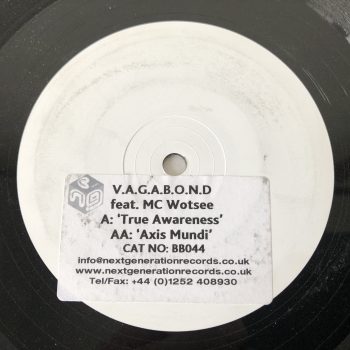 V.A.G.A.B.O.N.D
feat. MC Wotsee
A: 'True Awareness'
AA: 'Axis Mundi'
CAT NO: BB044
info@nextgenerationrecords.co.uk
www.nextgenerationrecords.co.uk
Tel/Fax: +44 (0)1252 408930